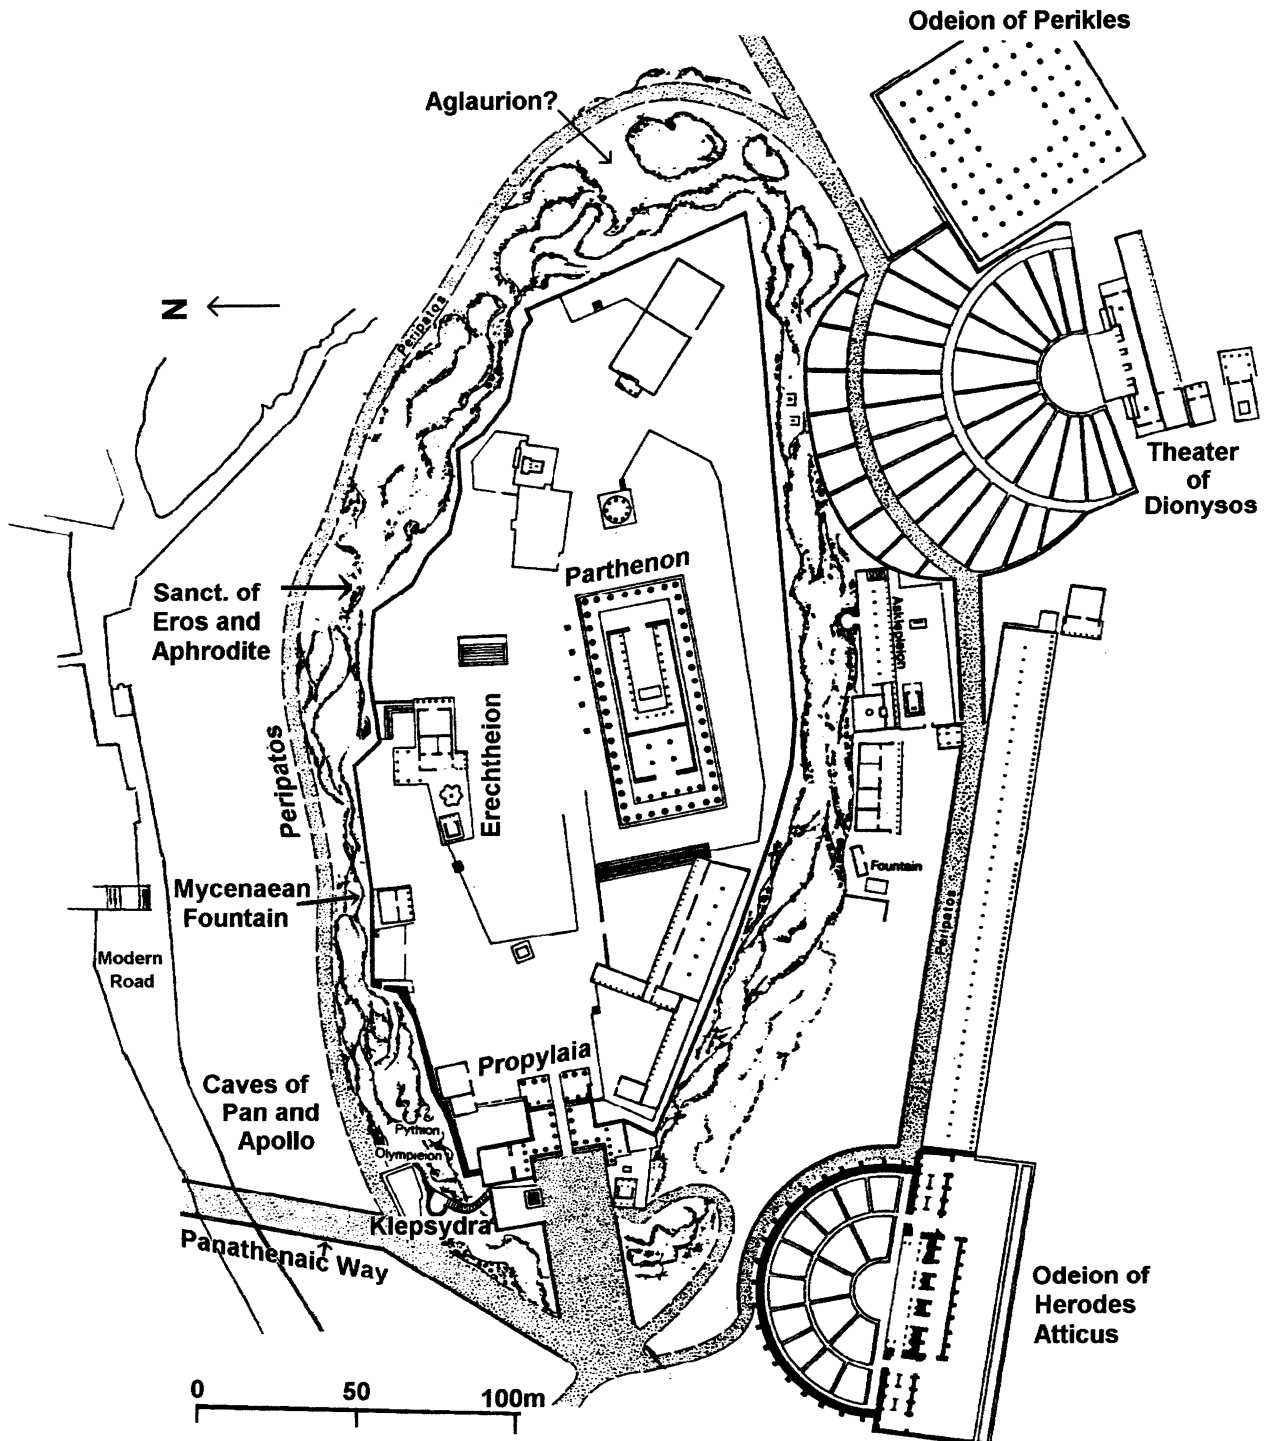 Odeion of Perikles
Aglaurion?
N
Peripatos
Theater
of
Dionysos
Parthenon
Sanct. of
Eros and
Aphrodite
Asklepieion
Peripatos
Erechtheion
Fountain
Mycenaean
Fountain
Peripatos
Modern
Road
Propylaia
Caves of
Pan and
Apollo
Pythion
Olympieion
Klepsydra
Panathenaic Way
Odeion of
Herodes
Atticus
0 50 100m